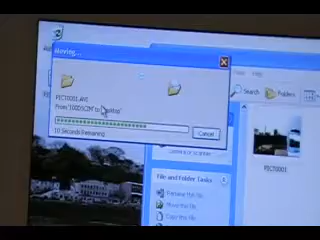 Moving...
PICT0001.AVI
From '100DSCIM' to 'Desktop'
10 Seconds Remaining
Cancel
Search
Folders
PICT0001
File and Folder Tasks
Rename this file
Move this file
Copy this file